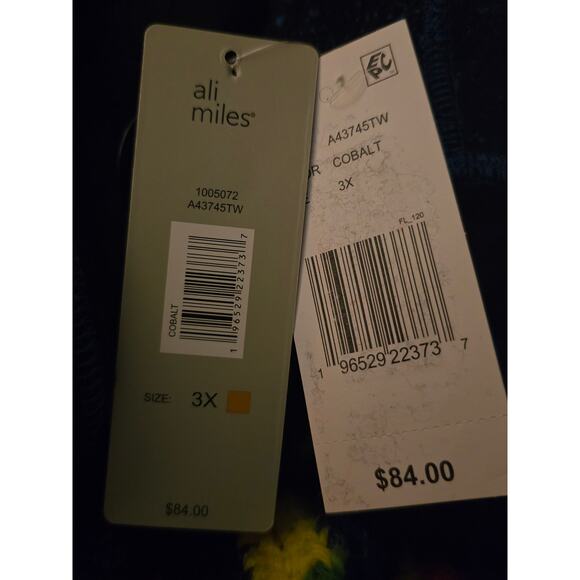 ali
miles®
1005072
A43745TW
COBALT
1 96529 22373 7
SIZE: 3X
$84.00
EPC
A43745TW
OR COBALT
3X
FL_120
1 96529 22373 7
$84.00